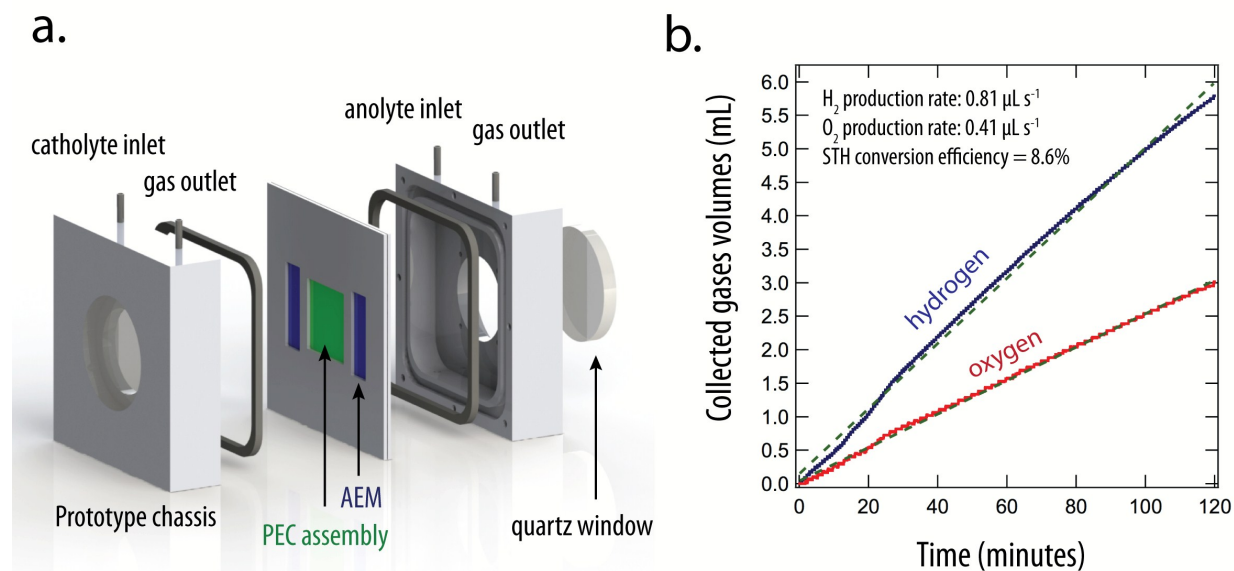 a.
catholyte inlet
gas outlet
anolyte inlet
gas outlet
Prototype chassis
AEM
PEC assembly
quartz window
b.
Collected gases volumes (mL)
6.0
5.5
5.0
4.5
4.0
3.5
3.0
2.5
2.0
1.5
1.0
0.5
0.0
H₂ production rate: 0.81 µL s⁻¹
O₂ production rate: 0.41 µL s⁻¹
STH conversion efficiency = 8.6%
hydrogen
oxygen
0 20 40 60 80 100 120
Time (minutes)